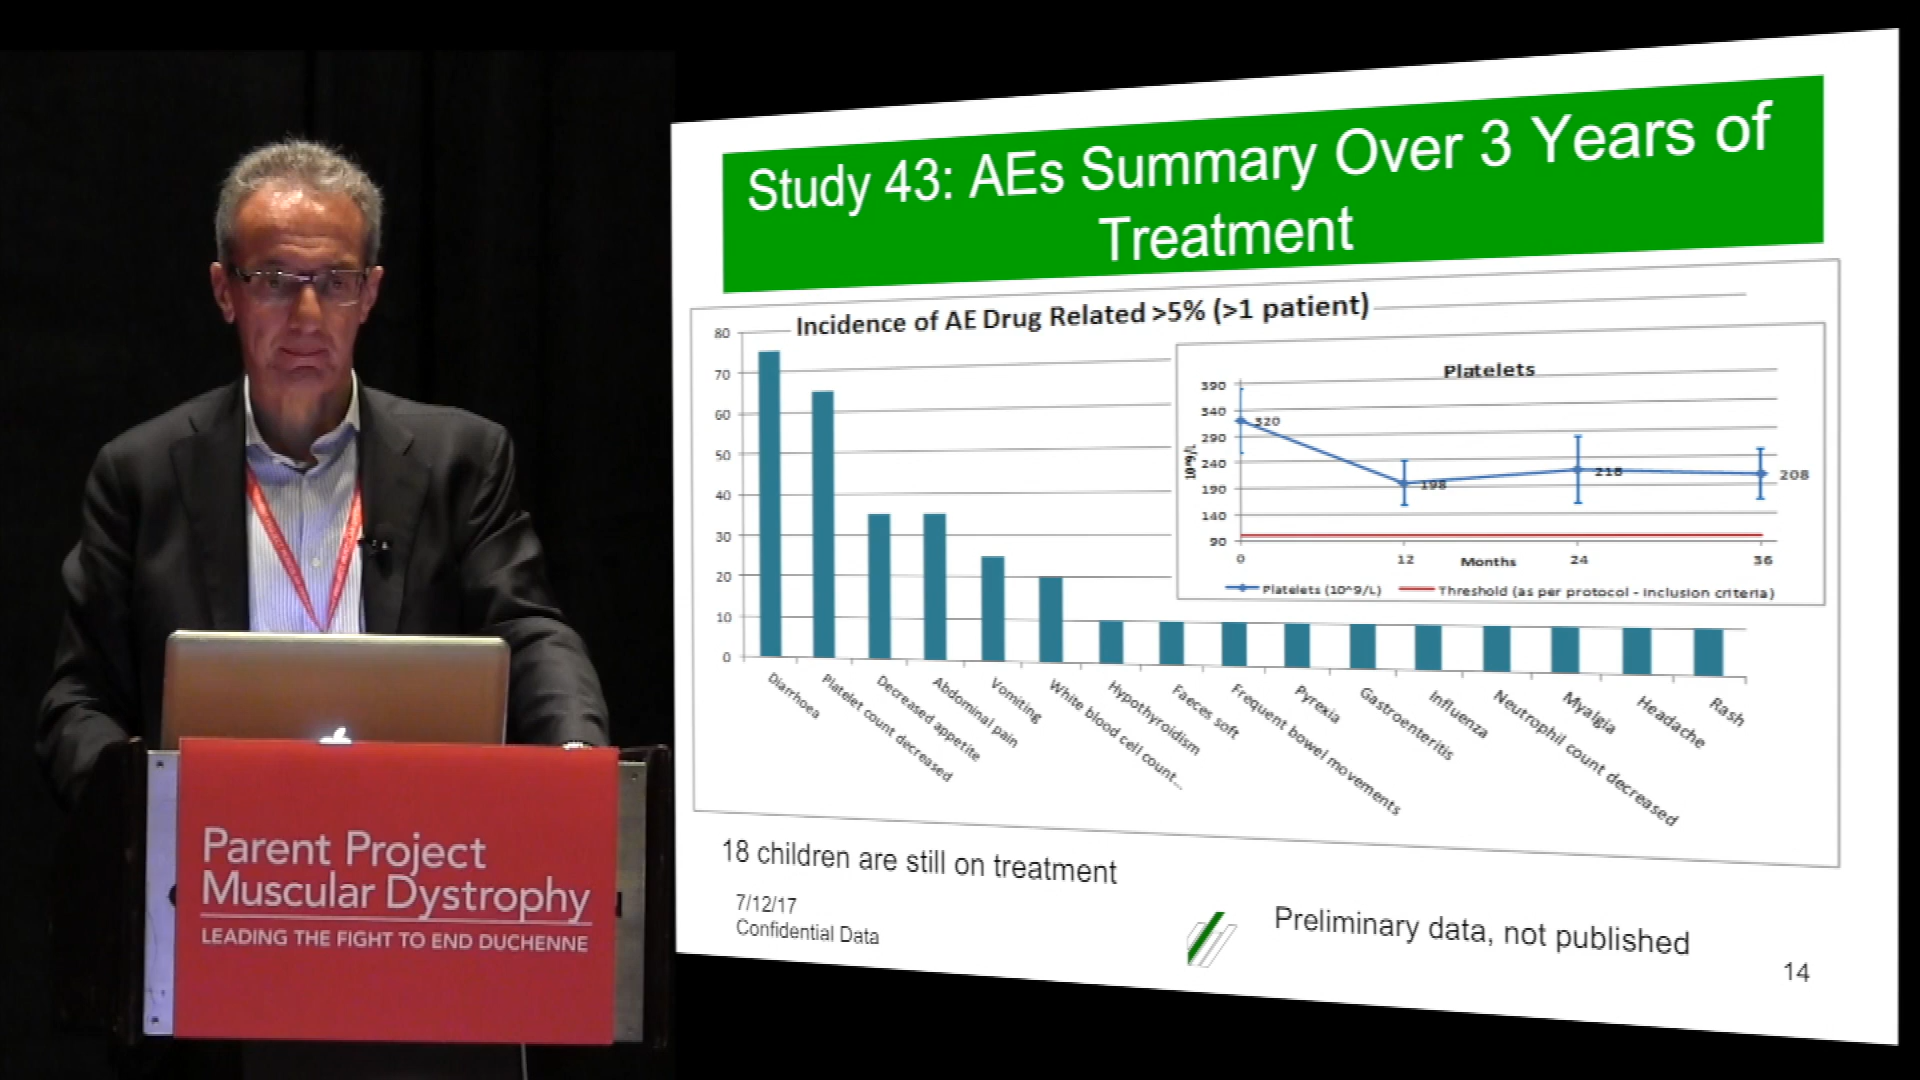 Study 43: AEs Summary Over 3 Years of
Treatment
Incidence of AE Drug Related >5% (>1 patient)
80
70
60
50
40
30
20
10
0
Diarrhoea
Platelet count decreased
Decreased appetite
Abdominal pain
Vomiting
White blood cell count...
Hypothyroidism
Faeces soft
Frequent bowel movements
Pyrexia
Gastroenteritis
Influenza
Neutrophil count decreased
Myalgia
Headache
Rash
Platelets
10^9/L
390
340
290
240
190
140
90
320
198
218
208
0
12
24
36
Months
Platelets (10^9/L)
Threshold (as per protocol - inclusion criteria)
18 children are still on treatment
7/12/17
Confidential Data
Preliminary data, not published
14
Parent Project
Muscular Dystrophy
LEADING THE FIGHT TO END DUCHENNE